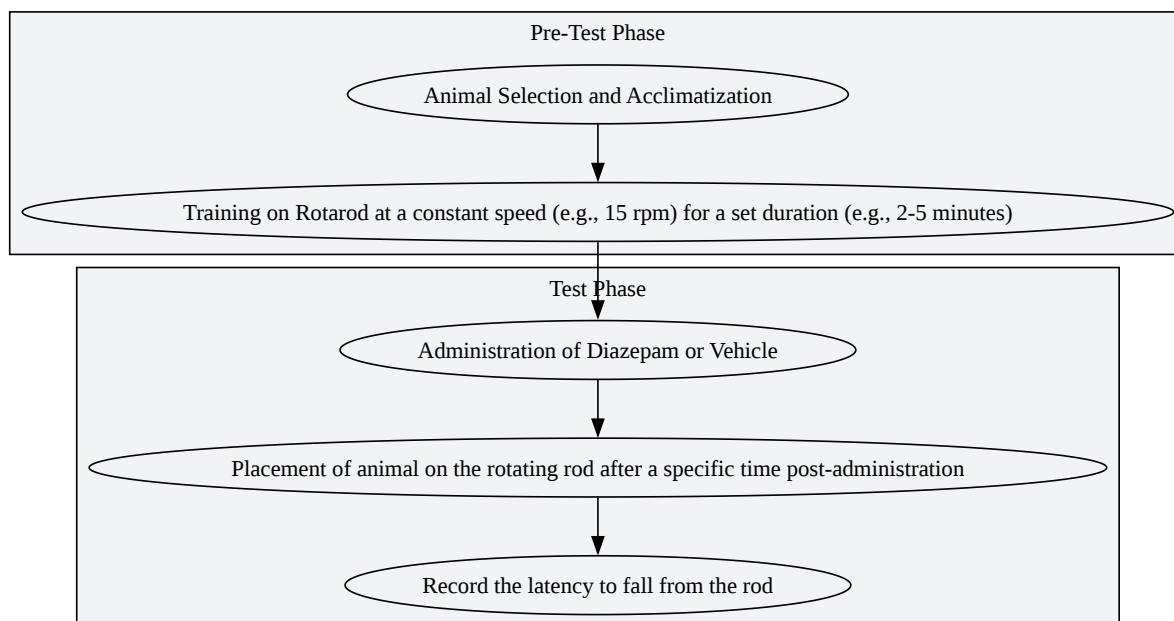 Pre-Test Phase
Animal Selection and Acclimatization
Training on Rotarod at a constant speed (e.g., 15 rpm) for a set duration (e.g., 2-5 minutes)
Test Phase
Administration of Diazepam or Vehicle
Placement of animal on the rotating rod after a specific time post-administration
Record the latency to fall from the rod